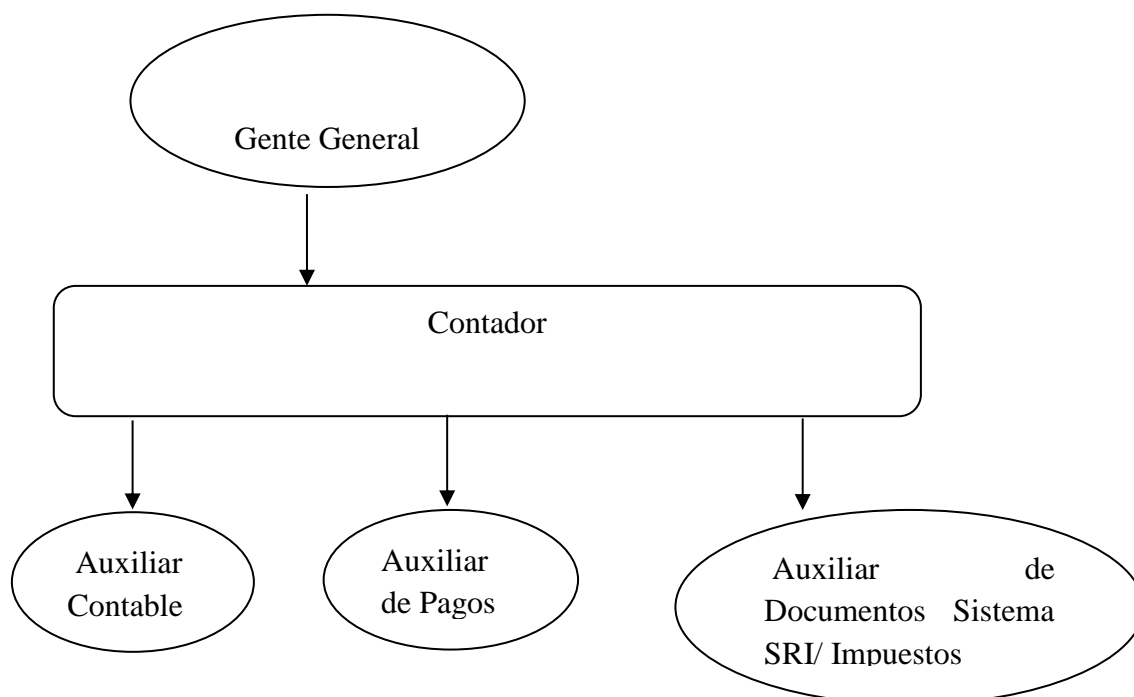 Gente General
Contador
Auxiliar
Contable
Auxiliar
de Pagos
Auxiliar de
Documentos Sistema
SRI/ Impuestos